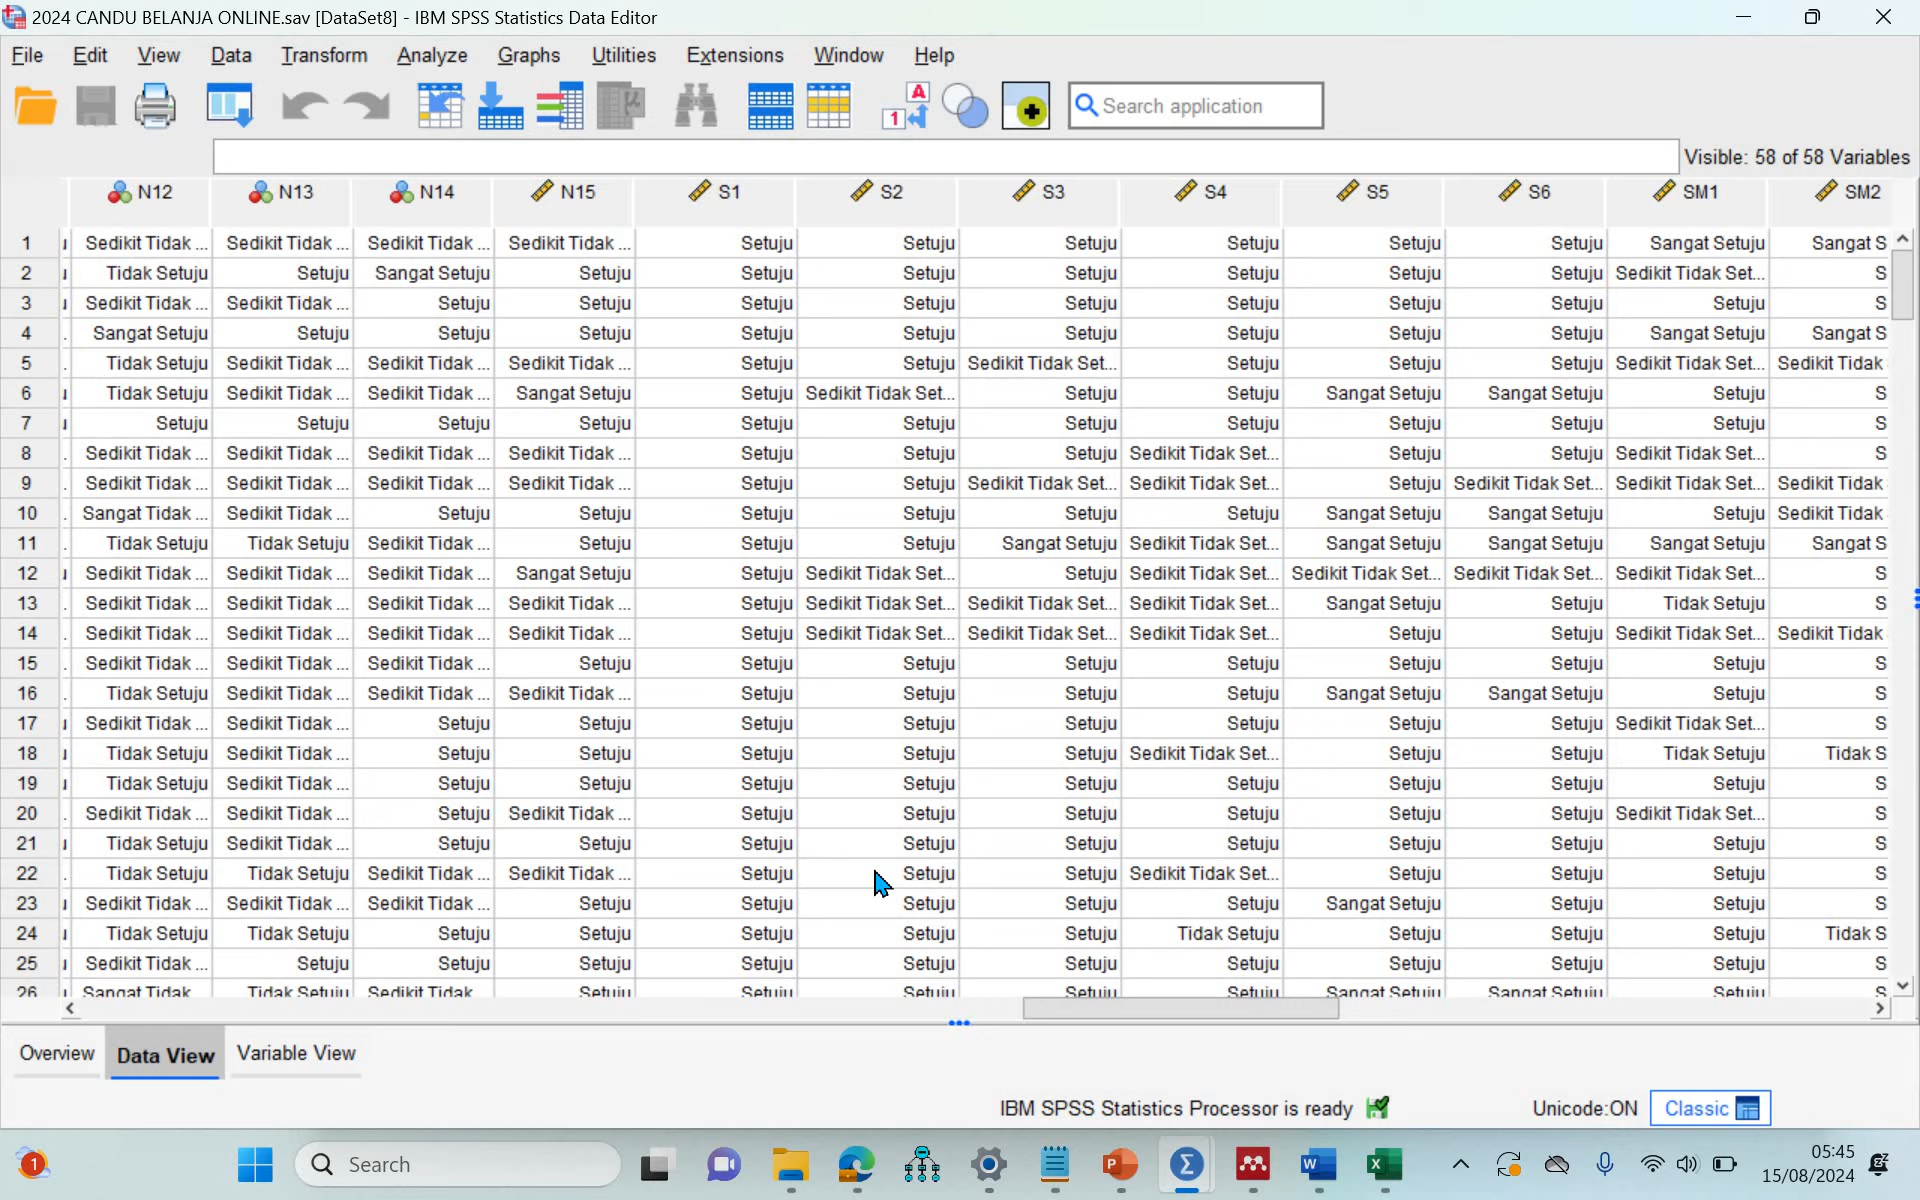 2024 CANDU BELANJA ONLINE.sav [DataSet8] - IBM SPSS Statistics Data Editor
File Edit View Data Transform Analyze Graphs Utilities Extensions Window Help
Search application
Visible: 58 of 58 Variables
N12 N13 N14 N15 S1 S2 S3 S4 S5 S6 SM1 SM2
1 Sedikit Tidak ... Sedikit Tidak ... Sedikit Tidak ... Sedikit Tidak ... Setuju Setuju Setuju Setuju Setuju Setuju Sangat Setuju Sangat S
2 Tidak Setuju Setuju Sangat Setuju Setuju Setuju Setuju Setuju Setuju Setuju Setuju Sedikit Tidak Set... S
3 Sedikit Tidak ... Sedikit Tidak ... Setuju Setuju Setuju Setuju Setuju Setuju Setuju Setuju Setuju S
4 Sangat Setuju Setuju Setuju Setuju Setuju Setuju Setuju Setuju Setuju Setuju Sangat Setuju Sangat S
5 Tidak Setuju Sedikit Tidak ... Sedikit Tidak ... Sedikit Tidak ... Setuju Setuju Sedikit Tidak Set... Setuju Setuju Setuju Sedikit Tidak Set... Sedikit Tidak
6 Tidak Setuju Sedikit Tidak ... Sedikit Tidak ... Sangat Setuju Setuju Sedikit Tidak Set... Setuju Setuju Sangat Setuju Sangat Setuju Setuju S
7 Setuju Setuju Setuju Setuju Setuju Setuju Setuju Setuju Setuju Setuju Setuju S
8 Sedikit Tidak ... Sedikit Tidak ... Sedikit Tidak ... Sedikit Tidak ... Setuju Setuju Setuju Sedikit Tidak Set... Setuju Setuju Sedikit Tidak Set... S
9 Sedikit Tidak ... Sedikit Tidak ... Sedikit Tidak ... Sedikit Tidak ... Setuju Setuju Sedikit Tidak Set... Sedikit Tidak Set... Setuju Sedikit Tidak Set... Sedikit Tidak Set... Sedikit Tidak
10 Sangat Tidak ... Sedikit Tidak ... Setuju Setuju Setuju Setuju Setuju Setuju Sangat Setuju Sangat Setuju Setuju Sedikit Tidak
11 Tidak Setuju Tidak Setuju Sedikit Tidak ... Setuju Setuju Setuju Sangat Setuju Sedikit Tidak Set... Sangat Setuju Sangat Setuju Sangat Setuju Sangat S
12 Sedikit Tidak ... Sedikit Tidak ... Sedikit Tidak ... Sangat Setuju Setuju Sedikit Tidak Set... Setuju Sedikit Tidak Set... Sedikit Tidak Set... Sedikit Tidak Set... Sedikit Tidak Set... S
13 Sedikit Tidak ... Sedikit Tidak ... Sedikit Tidak ... Sedikit Tidak ... Setuju Sedikit Tidak Set... Sedikit Tidak Set... Sedikit Tidak Set... Sangat Setuju Setuju Tidak Setuju S
14 Sedikit Tidak ... Sedikit Tidak ... Sedikit Tidak ... Sedikit Tidak ... Setuju Sedikit Tidak Set... Sedikit Tidak Set... Sedikit Tidak Set... Setuju Setuju Sedikit Tidak Set... Sedikit Tidak
15 Sedikit Tidak ... Sedikit Tidak ... Sedikit Tidak ... Setuju Setuju Setuju Setuju Setuju Setuju Setuju Setuju S
16 Tidak Setuju Sedikit Tidak ... Sedikit Tidak ... Sedikit Tidak ... Setuju Setuju Setuju Setuju Sangat Setuju Sangat Setuju Setuju S
17 Sedikit Tidak ... Sedikit Tidak ... Setuju Setuju Setuju Setuju Setuju Setuju Setuju Setuju Sedikit Tidak Set... S
18 Tidak Setuju Sedikit Tidak ... Setuju Setuju Setuju Setuju Setuju Sedikit Tidak Set... Setuju Setuju Tidak Setuju Tidak S
19 Tidak Setuju Sedikit Tidak ... Setuju Setuju Setuju Setuju Setuju Setuju Setuju Setuju Setuju S
20 Sedikit Tidak ... Sedikit Tidak ... Setuju Sedikit Tidak ... Setuju Setuju Setuju Setuju Setuju Setuju Sedikit Tidak Set... S
21 Tidak Setuju Sedikit Tidak ... Setuju Setuju Setuju Setuju Setuju Setuju Setuju Setuju Setuju S
22 Tidak Setuju Tidak Setuju Sedikit Tidak ... Sedikit Tidak ... Setuju Setuju Setuju Sedikit Tidak Set... Setuju Setuju Setuju S
23 Sedikit Tidak ... Sedikit Tidak ... Sedikit Tidak ... Setuju Setuju Setuju Setuju Setuju Sangat Setuju Setuju Setuju S
24 Tidak Setuju Tidak Setuju Setuju Setuju Setuju Setuju Setuju Tidak Setuju Setuju Setuju Setuju Tidak S
25 Sedikit Tidak ... Setuju Setuju Setuju Setuju Setuju Setuju Setuju Setuju Setuju Setuju S
26 Sangat Tidak Tidak Setuju Sedikit Tidak Setuju Setuju Setuju Setuju Setuju Sangat Setuju Sangat Setuju Setuju S
Overview Data View Variable View
IBM SPSS Statistics Processor is ready Unicode:ON Classic
1 Search 05:45
15/08/2024